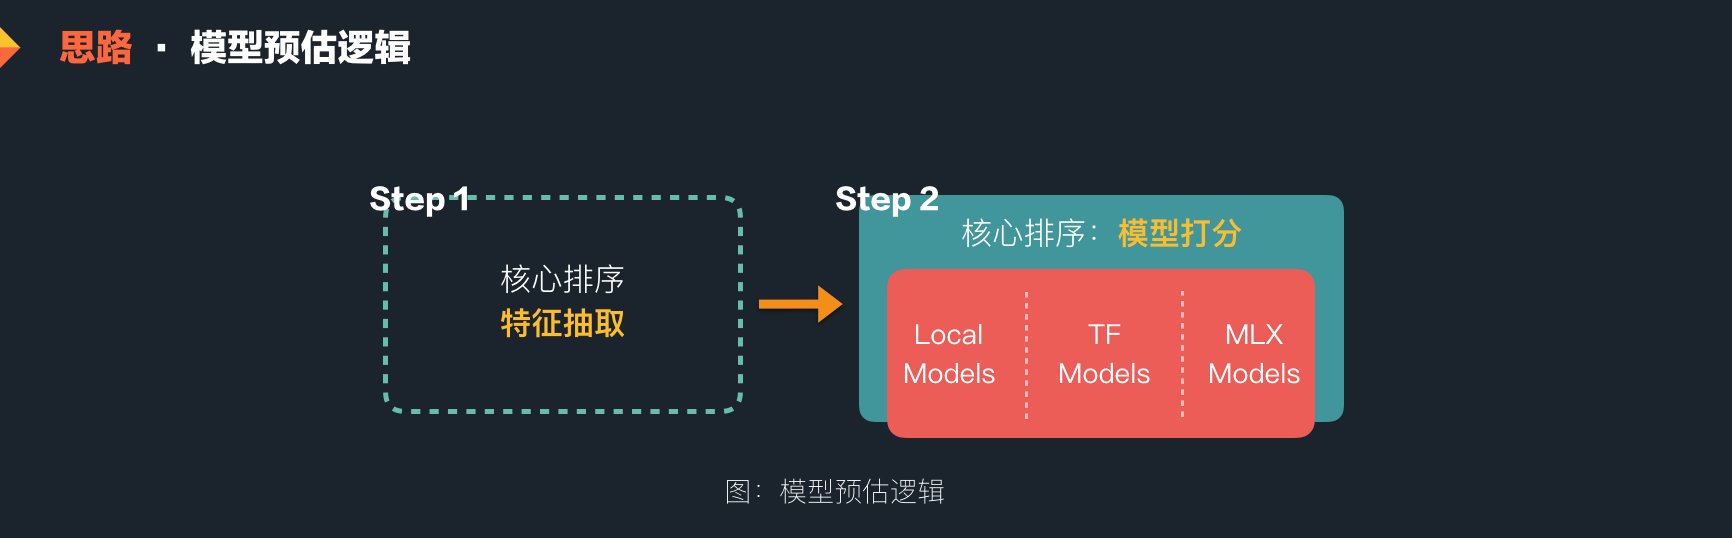 思路 · 模型预估逻辑
Step 1
核心排序
特征抽取
Step 2
核心排序：模型打分
Local
Models
TF
Models
MLX
Models
图：模型预估逻辑